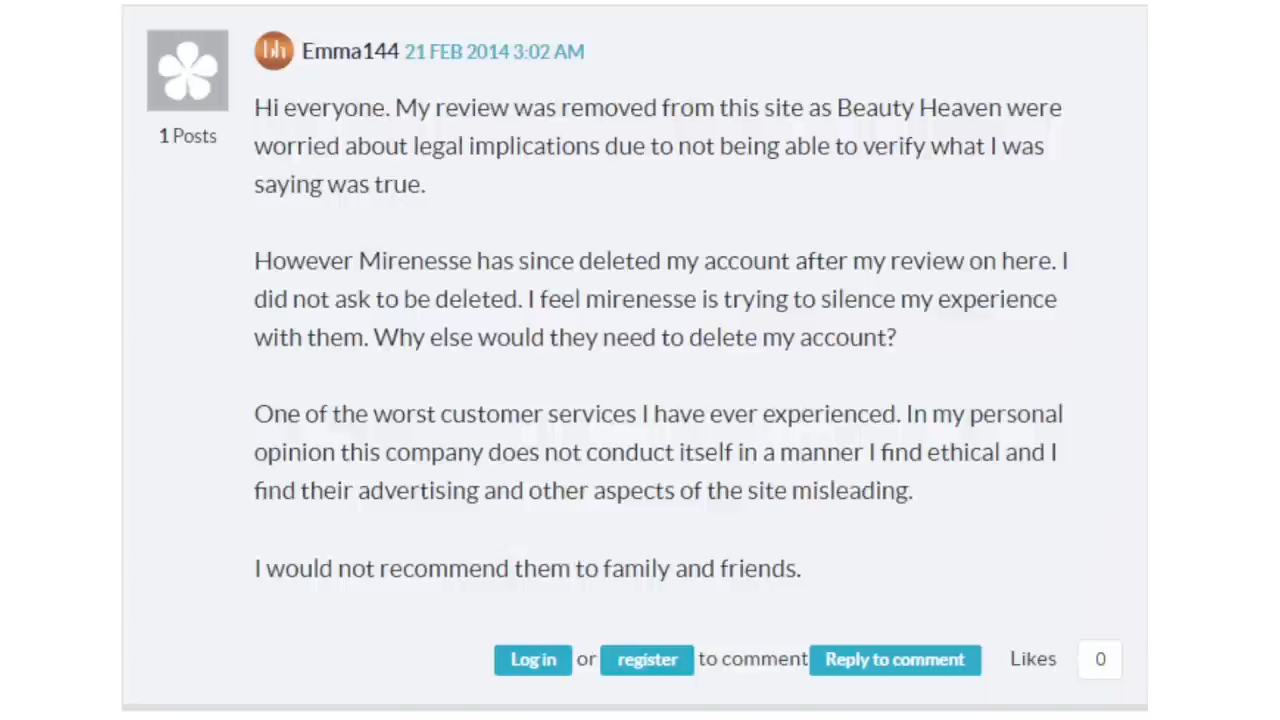 bh Emma144 21 FEB 2014 3:02 AM
1 Posts
Hi everyone. My review was removed from this site as Beauty Heaven were
worried about legal implications due to not being able to verify what I was
saying was true.
However Mirenesse has since deleted my account after my review on here. I
did not ask to be deleted. I feel mirenesse is trying to silence my experience
with them. Why else would they need to delete my account?
One of the worst customer services I have ever experienced. In my personal
opinion this company does not conduct itself in a manner I find ethical and I
find their advertising and other aspects of the site misleading.
I would not recommend them to family and friends.
Log in or register to comment Reply to comment Likes 0